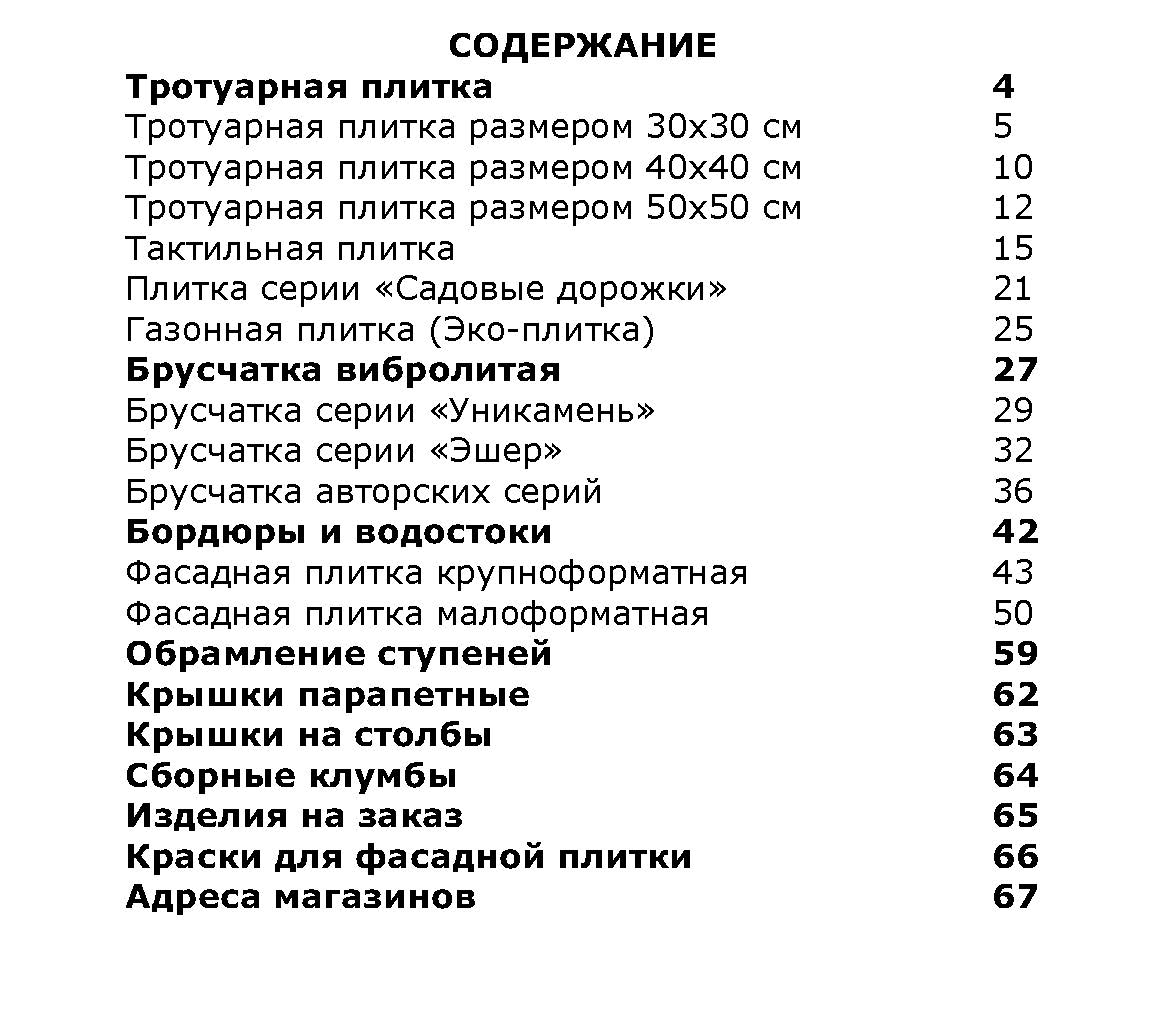 СОДЕРЖАНИЕ
Тротуарная плитка 4
Тротуарная плитка размером 30х30 см 5
Тротуарная плитка размером 40х40 см 10
Тротуарная плитка размером 50х50 см 12
Тактильная плитка 15
Плитка серии «Садовые дорожки» 21
Газонная плитка (Эко-плитка) 25
Брусчатка вибролитая 27
Брусчатка серии «Уникамень» 29
Брусчатка серии «Эшер» 32
Брусчатка авторских серий 36
Бордюры и водостоки 42
Фасадная плитка крупноформатная 43
Фасадная плитка малоформатная 50
Обрамление ступеней 59
Крышки парапетные 62
Крышки на столбы 63
Сборные клумбы 64
Изделия на заказ 65
Краски для фасадной плитки 66
Адреса магазинов 67